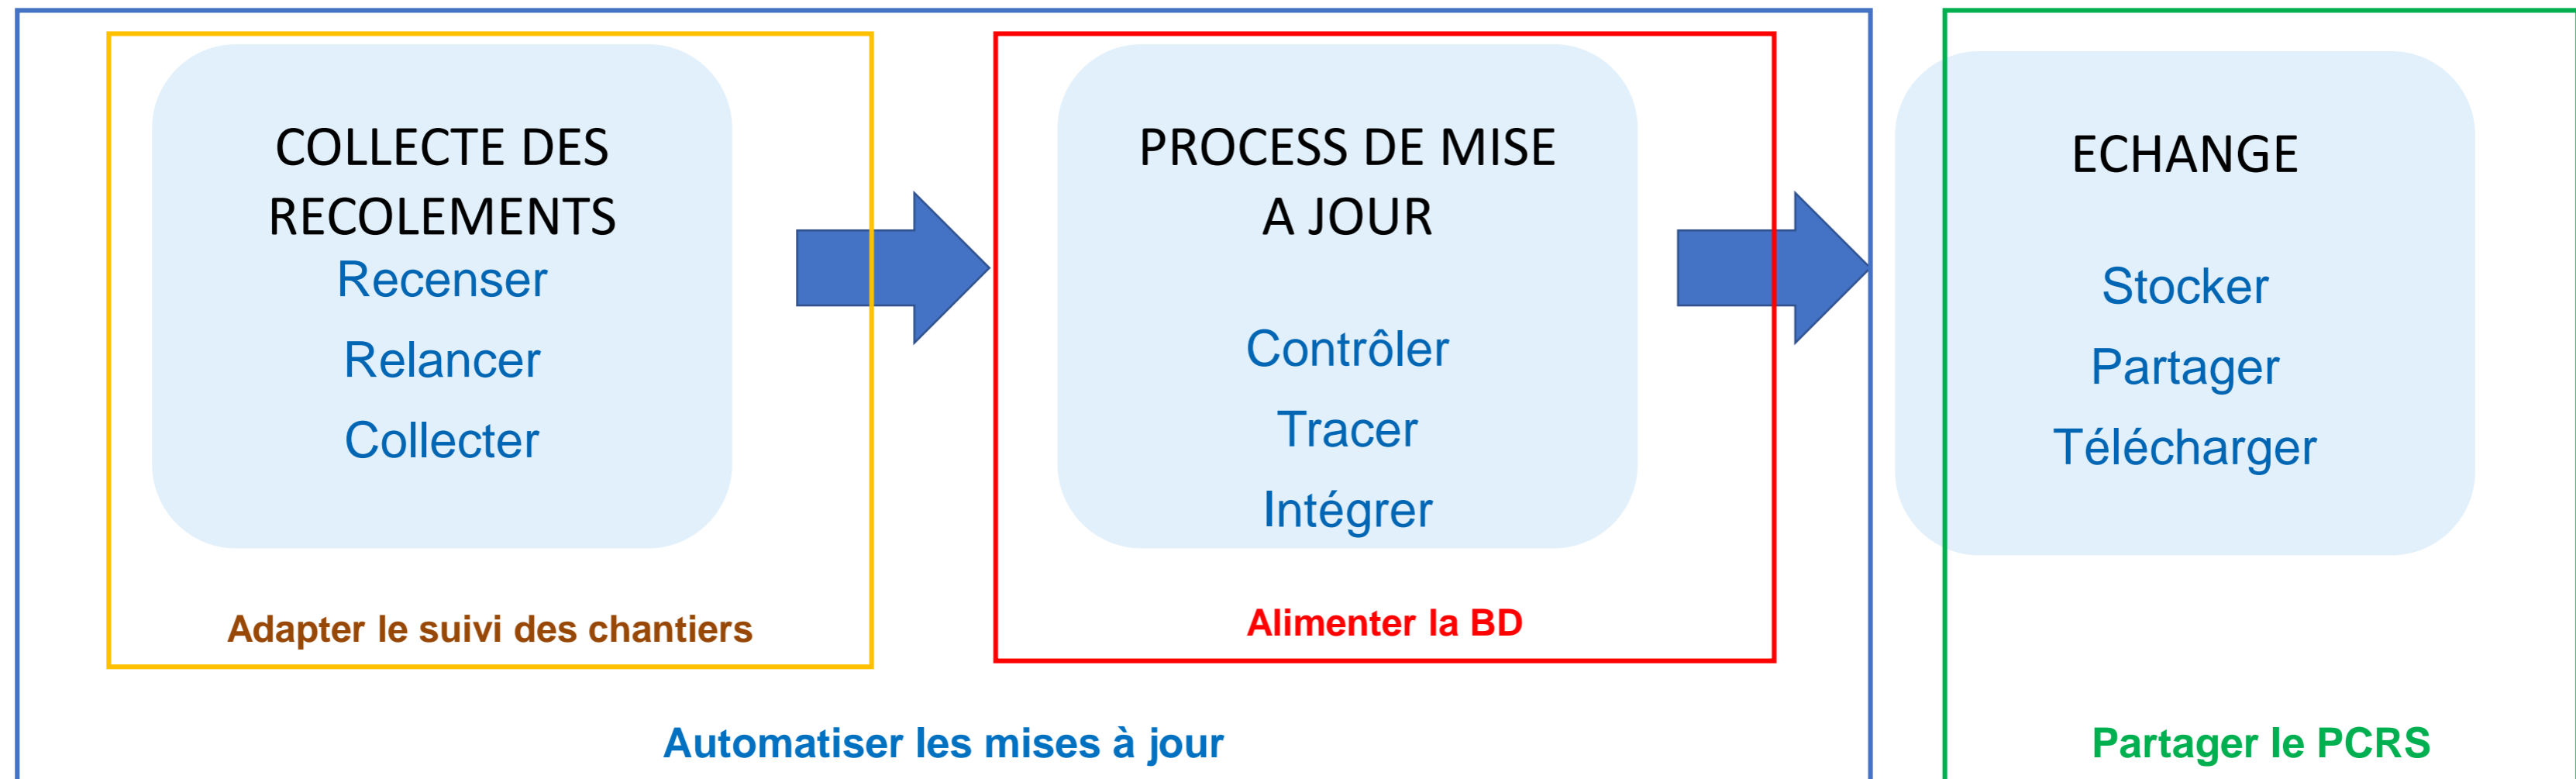 COLLECTE DES
RECOLEMENTS
Recenser
Relancer
Collecter
Adapter le suivi des chantiers
PROCESS DE MISE
A JOUR
Contrôler
Tracer
Intégrer
Alimenter la BD
Automatiser les mises à jour
ECHANGE
Stocker
Partager
Télécharger
Partager le PCRS